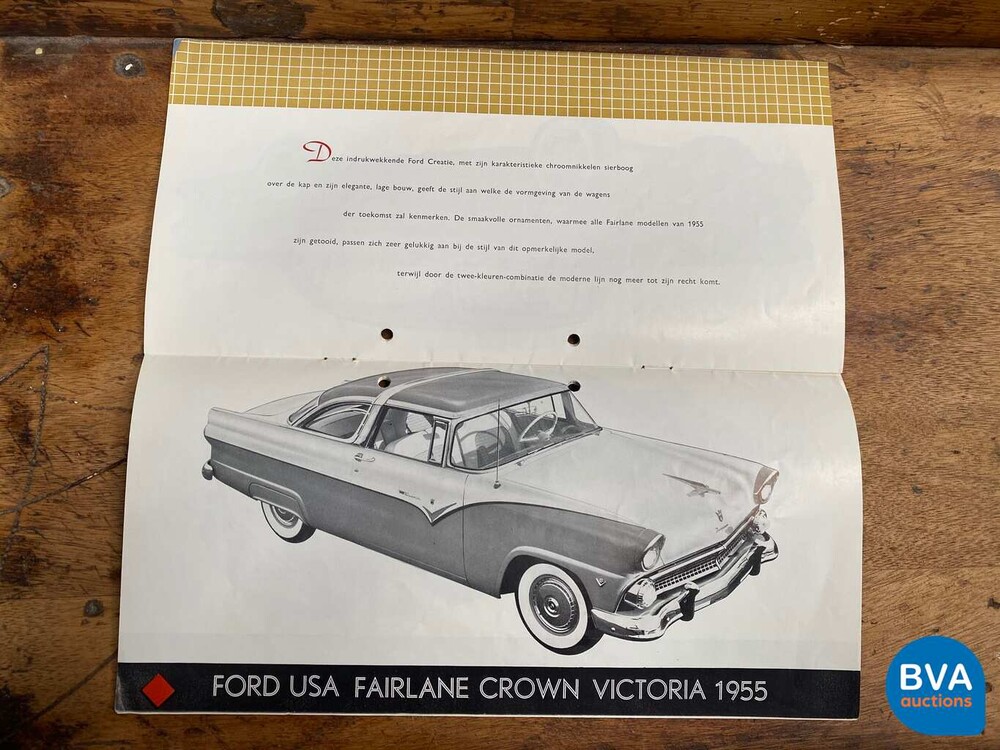 Deze indrukwekkende Ford Creatie, met zijn karakteristieke chroomnikkelen sierboog
over de kap en zijn elegante, lage bouw, geeft de stijl aan welke de vormgeving van de wagens
der toekomst zal kenmerken. De smaakvolle ornamenten, waarmee alle Fairlane modellen van 1955
zijn getooid, passen zich zeer gelukkig aan bij de stijl van dit opmerkelijke model,
terwijl door de twee-kleuren-combinatie de moderne lijn nog meer tot zijn recht komt.
FORD USA FAIRLANE CROWN VICTORIA 1955
BVA
auctions